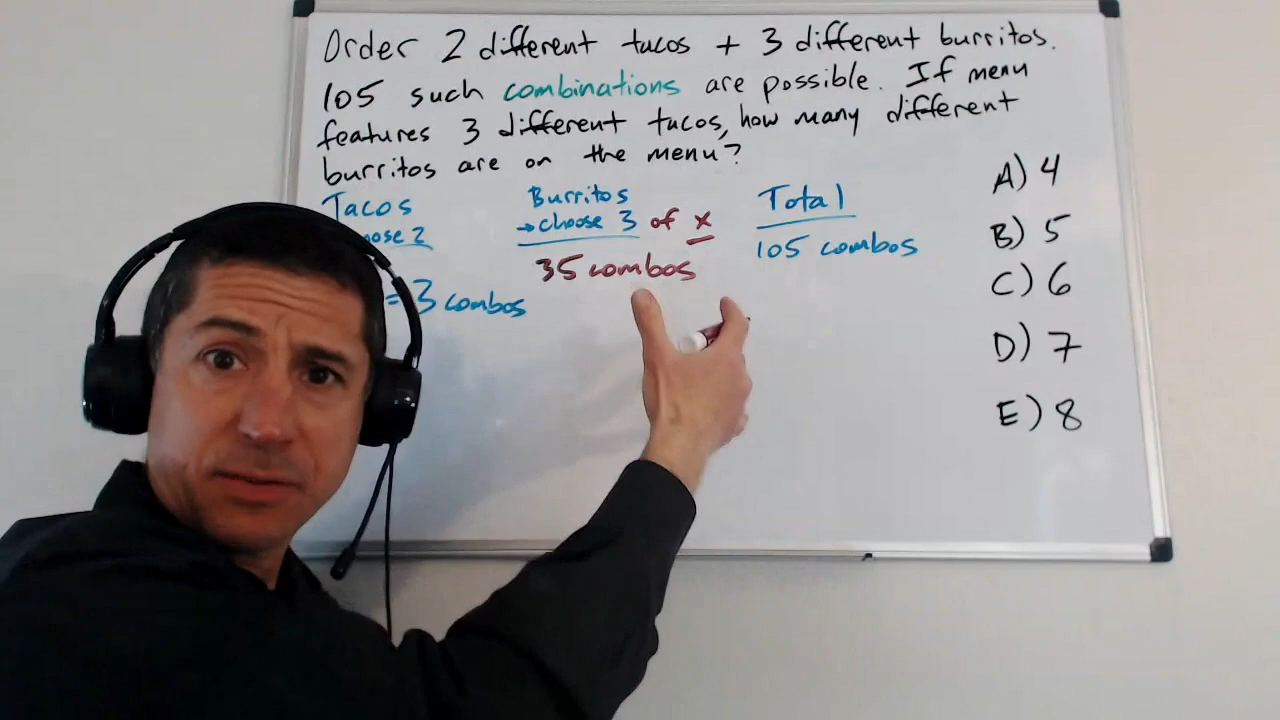 Order 2 different tacos + 3 different burritos.
105 such combinations are possible. If menu
features 3 different tacos, how many different
burritos are on the menu?
Tacos
2
= 3 combos
Burritos
→choose 3 of x
35 combos
Total
105 combos
A) 4
B) 5
C) 6
D) 7
E) 8